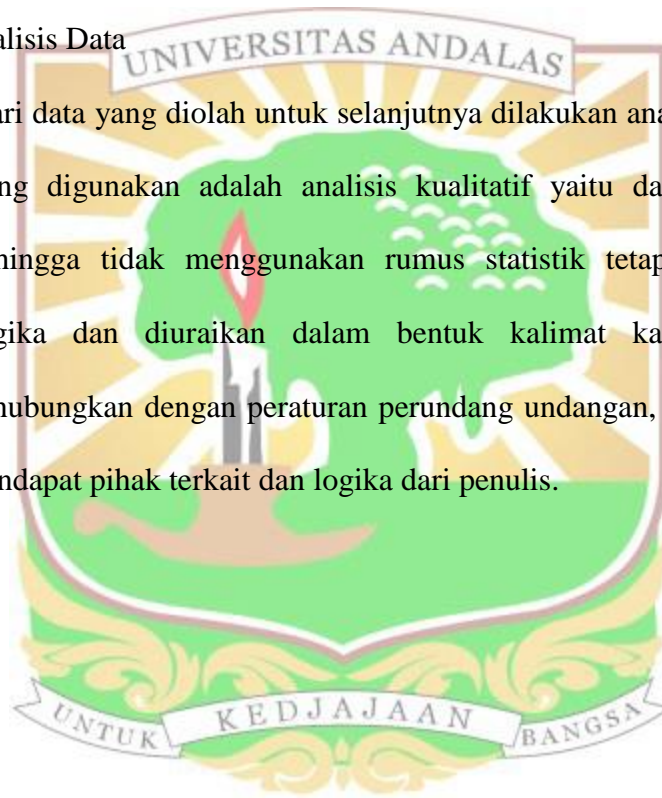 alisis Data
UNIVERSITAS ANDALAS
ari data yang diolah untuk selanjutnya dilakukan ana
ng digunakan adalah analisis kualitatif yaitu da
hingga tidak menggunakan rumus statistik tetap
gika dan diuraikan dalam bentuk kalimat ka
hubungkan dengan peraturan perundang undangan,
ndapat pihak terkait dan logika dari penulis.
UNTUK KEDJAJAAN BANGSA